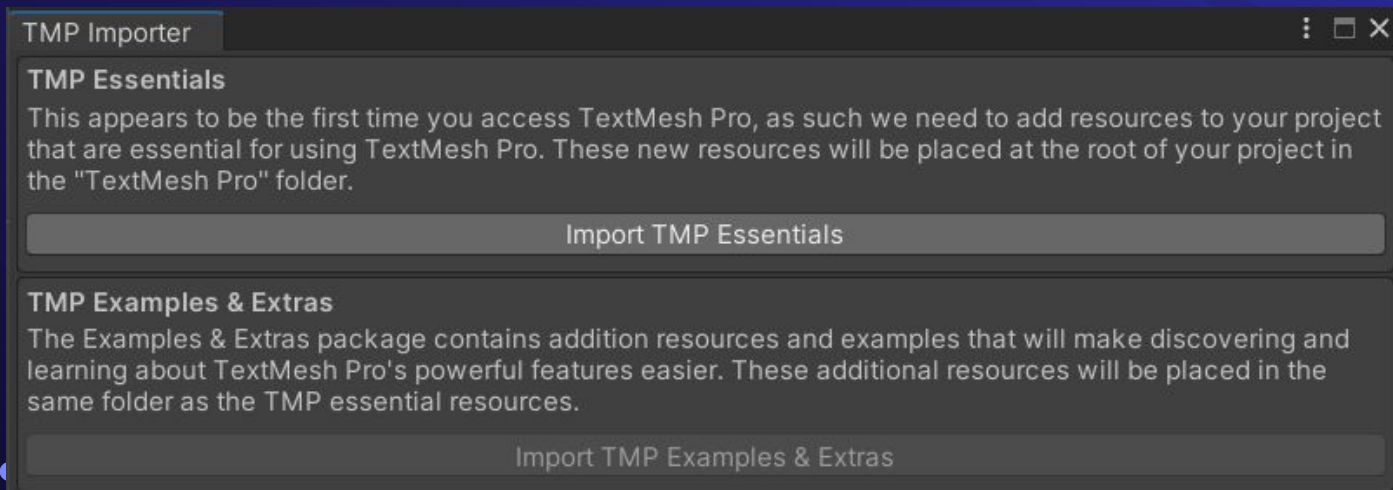 TMP Importer
TMP Essentials
This appears to be the first time you access TextMesh Pro, as such we need to add resources to your project
that are essential for using TextMesh Pro. These new resources will be placed at the root of your project in
the "TextMesh Pro" folder.
Import TMP Essentials
TMP Examples & Extras
The Examples & Extras package contains addition resources and examples that will make discovering and
learning about TextMesh Pro's powerful features easier. These additional resources will be placed in the
same folder as the TMP essential resources.
Import TMP Examples & Extras